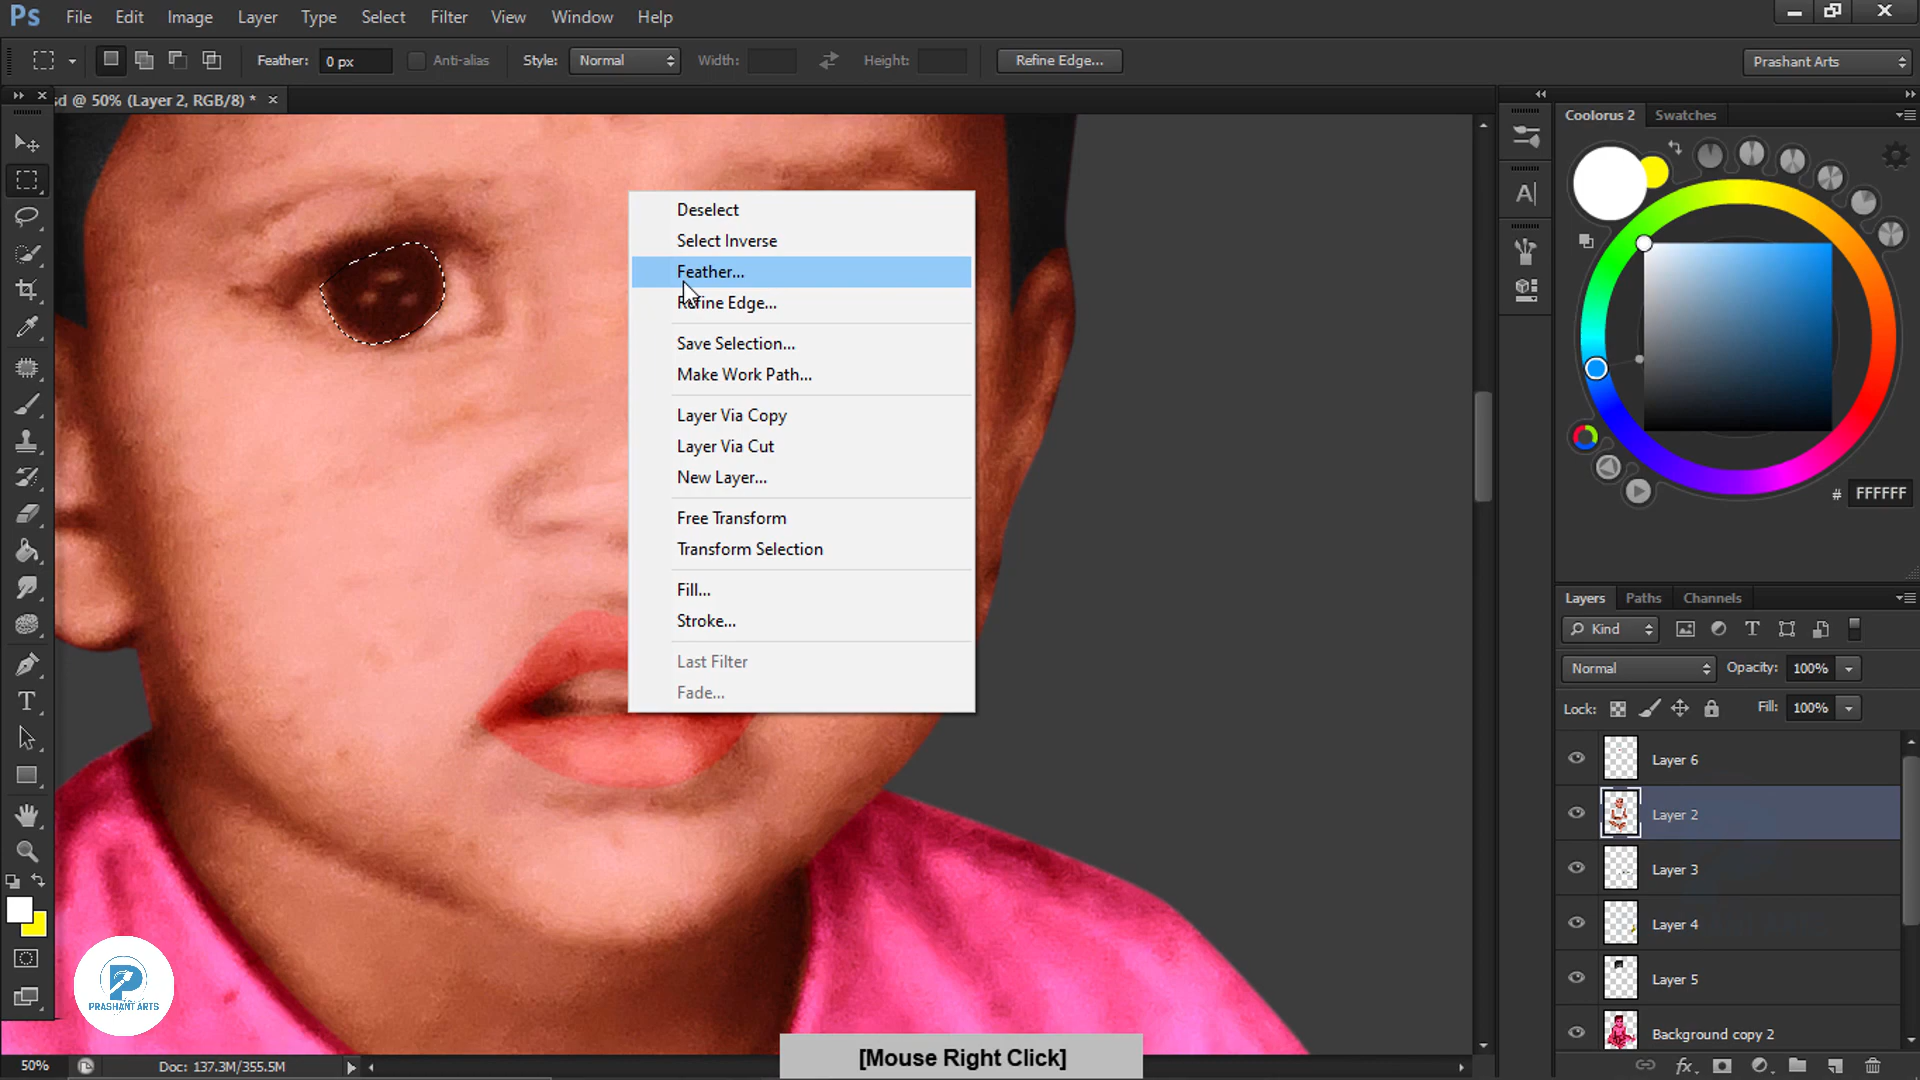 Ps File Edit Image Layer Type Select Filter View Window Help
Feather: 0 px Anti-alias Style: Normal Width: Height: Refine Edge... Prashant Arts
sd @ 50% (Layer 2, RGB/8) * ×
Coolorus 2 Swatches
# FFFFFF
Deselect
Select Inverse
Feather...
Refine Edge...
Save Selection...
Make Work Path...
Layer Via Copy
Layer Via Cut
New Layer...
Free Transform
Transform Selection
Fill...
Stroke...
Last Filter
Fade...
Layers Paths Channels
Kind
Normal Opacity: 100%
Lock: Fill: 100%
Layer 6
Layer 2
Layer 3
Layer 4
Layer 5
Background copy 2
PRASHANT ARTS
[Mouse Right Click]
50% Doc: 137.3M/355.5M